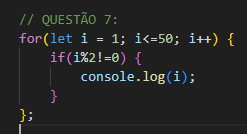 // QUESTÃO 7:
for(let i = 1; i<=50; i++) {
    if(i%2!=0) {
        console.log(i);
    }
};